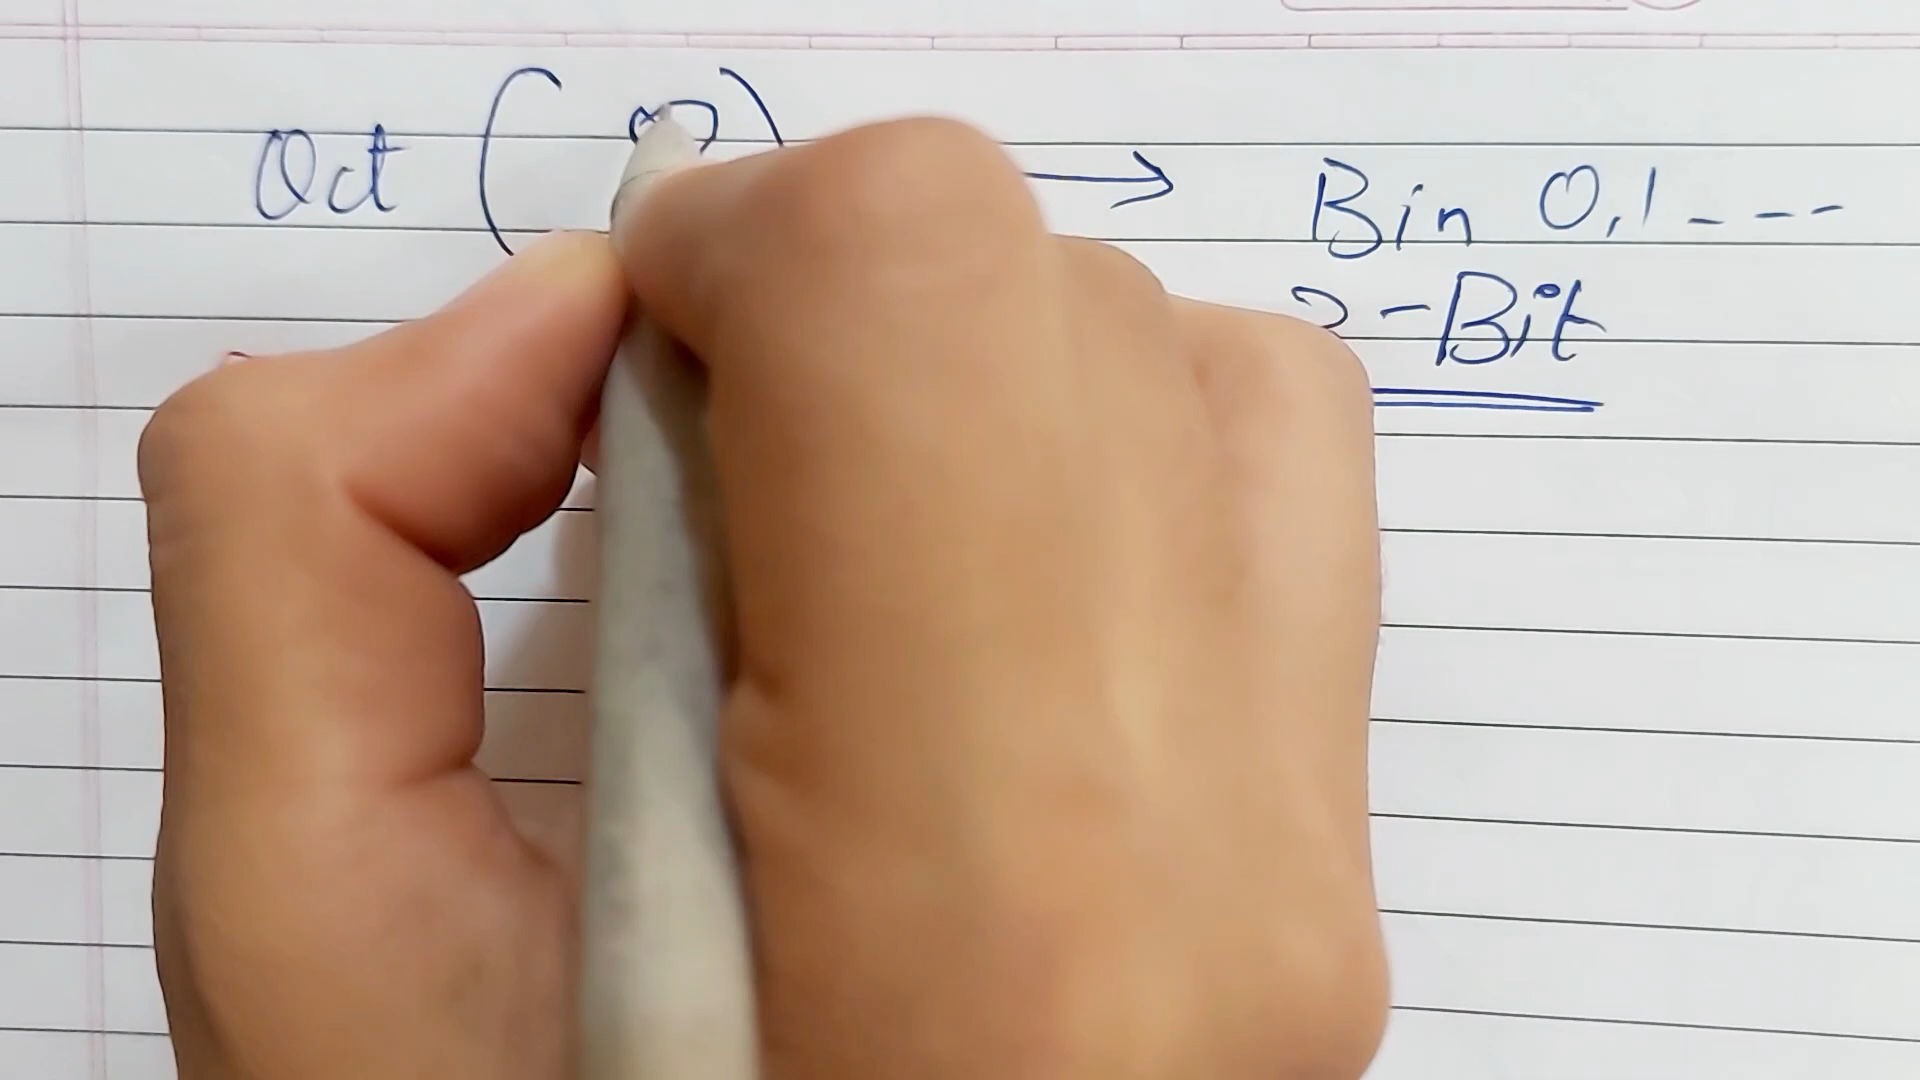 Oct ( ) → Bin 0,1---
-Bit